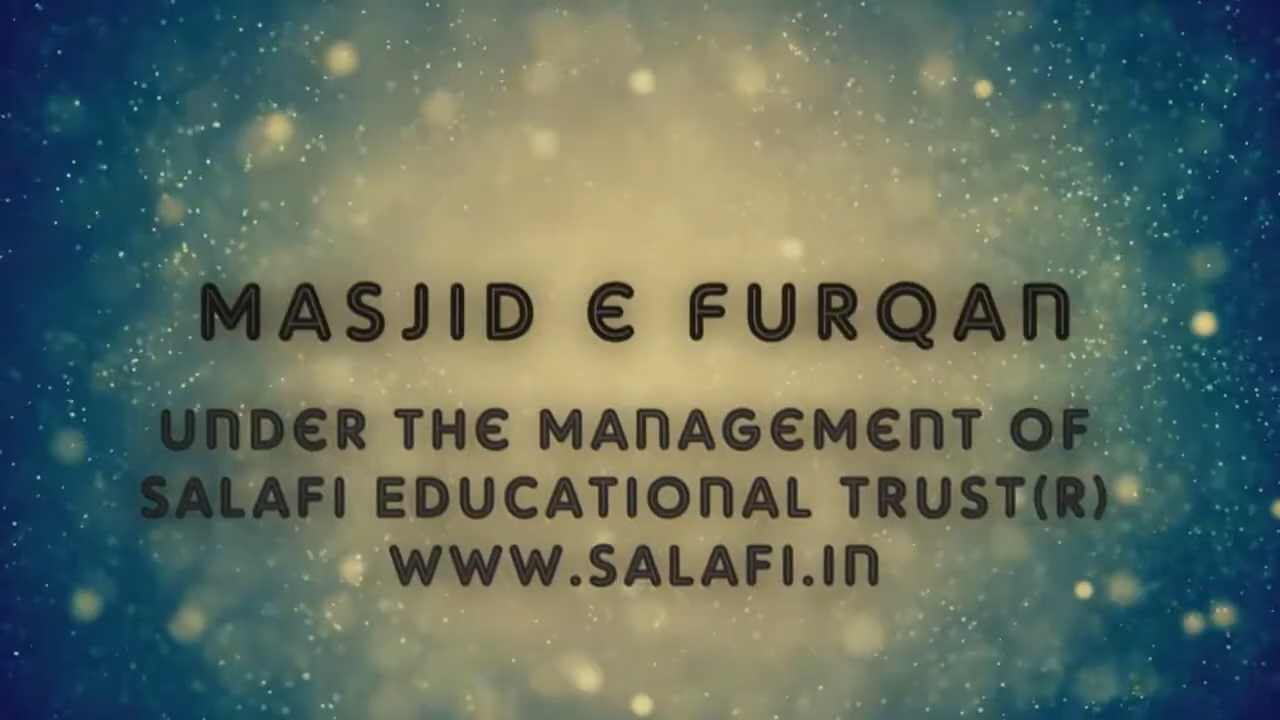 MASJID E FURQAN
UNDER THE MANAGEMENT OF
SALAFI EDUCATIONAL TRUST(R)
WWW.SALAFI.IN